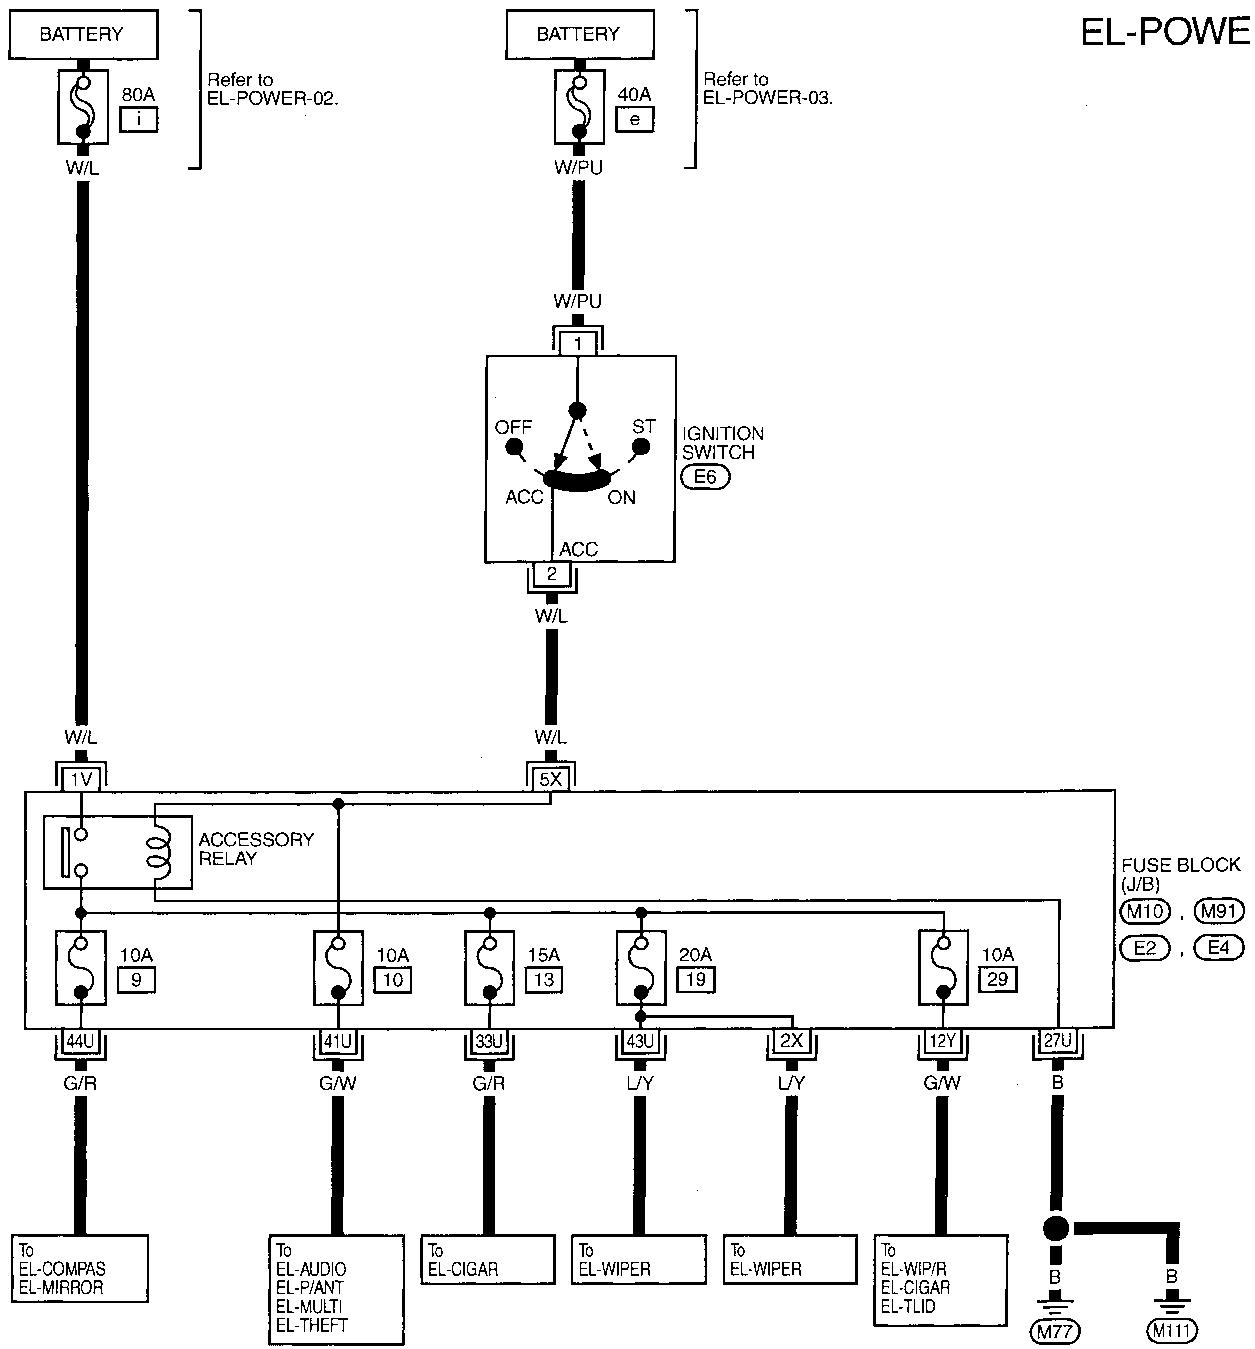 EL-POWE
BATTERY
80A
i
Refer to
EL-POWER-02.
W/L
BATTERY
40A
e
Refer to
EL-POWER-03.
W/PU
W/PU
1
OFF
ST
ACC
ON
ACC
IGNITION
SWITCH
E6
2
W/L
W/L
W/L
1V
5X
ACCESSORY
RELAY
FUSE BLOCK
(J/B)
M10 , M91
E2 , E4
10A
9
10A
10
15A
13
20A
19
10A
29
44U
41U
33U
43U
2X
12Y
27U
G/R
G/W
G/R
L/Y
L/Y
G/W
B
To
EL-COMPAS
EL-MIRROR
To
EL-AUDIO
EL-P/ANT
EL-MULTI
EL-THEFT
To
EL-CIGAR
To
EL-WIPER
To
EL-WIPER
To
EL-WIP/R
EL-CIGAR
EL-TLID
B
B
M77
M111